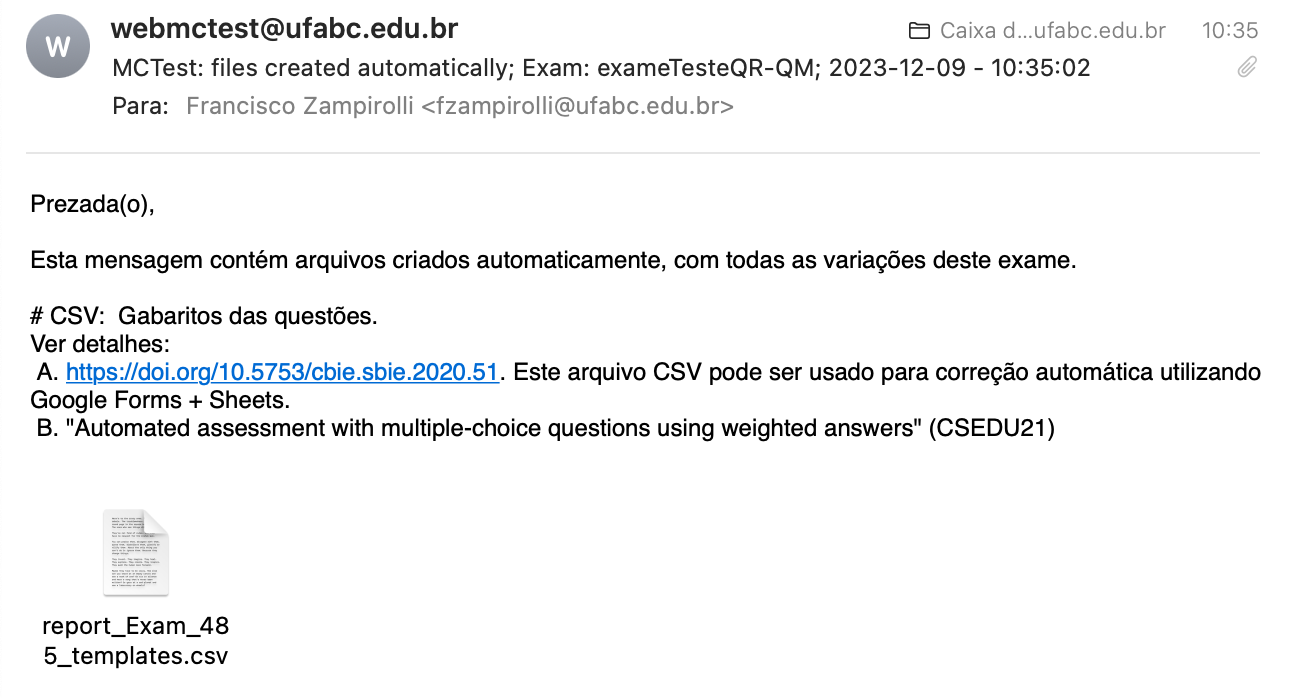 W
webmctest@ufabc.edu.br
Caixa d...ufabc.edu.br
10:35
MCTest: files created automatically; Exam: exameTesteQR-QM; 2023-12-09 - 10:35:02
Para: Francisco Zampirolli <fzampirolli@ufabc.edu.br>
Prezada(o),
Esta mensagem contém arquivos criados automaticamente, com todas as variações deste exame.
# CSV:  Gabaritos das questões.
Ver detalhes:
A. https://doi.org/10.5753/cbie.sbie.2020.51. Este arquivo CSV pode ser usado para correção automática utilizando
Google Forms + Sheets.
B. "Automated assessment with multiple-choice questions using weighted answers" (CSEDU21)
report_Exam_48
5_templates.csv